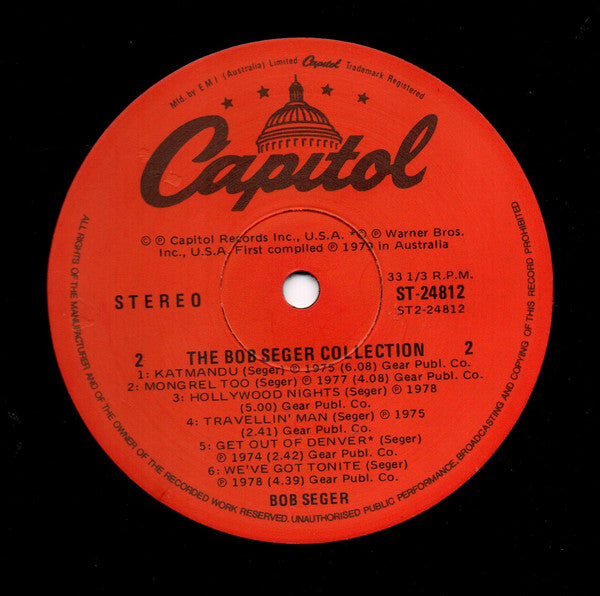 Mfd. by E M I (Australia) Limited Capitol Trademark Registered
Capitol
© ℗ Capitol Records Inc., U.S.A. *© ℗ Warner Bros.
Inc., U.S.A. First compiled ℗ 1979 in Australia
33 1/3 R.P.M.
STEREO
ST-24812
ST2-24812
2 THE BOB SEGER COLLECTION 2
1: KATMANDU (Seger) ℗ 1975 (6.08) Gear Publ. Co.
2: MONGREL TOO (Seger) ℗ 1977 (4.08) Gear Publ. Co.
3: HOLLYWOOD NIGHTS (Seger) ℗ 1978
(5.00) Gear Publ. Co.
4: TRAVELLIN' MAN (Seger) ℗ 1975
(2.41) Gear Publ. Co.
5: GET OUT OF DENVER* (Seger)
℗ 1974 (2.42) Gear Publ. Co.
6: WE'VE GOT TONITE (Seger)
℗ 1978 (4.39) Gear Publ. Co.
BOB SEGER
ALL RIGHTS OF THE MANUFACTURER AND OF THE OWNER OF THE RECORDED WORK RESERVED. UNAUTHORISED PUBLIC PERFORMANCE, BROADCASTING AND COPYING OF THIS RECORD PROHIBITED